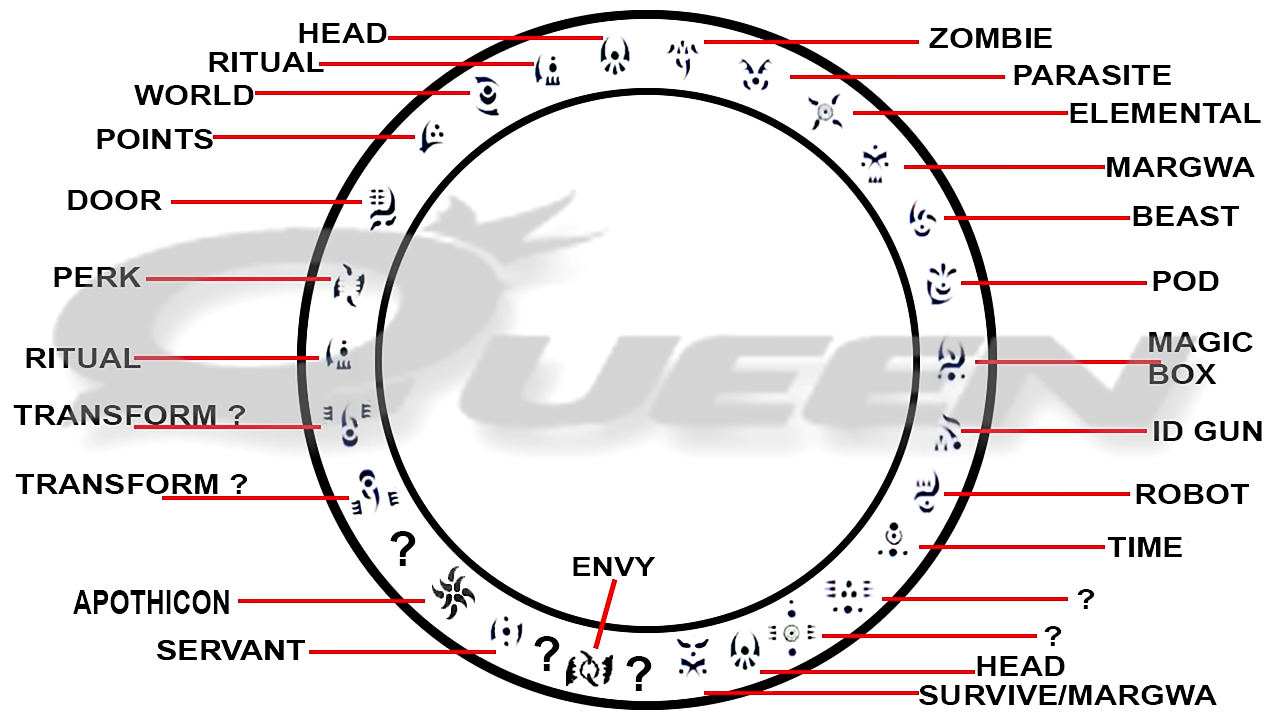 HEAD
ZOMBIE
RITUAL
PARASITE
WORLD
ELEMENTAL
POINTS
MARGWA
DOOR
BEAST
PERK
POD
QUEEN
RITUAL
MAGIC
BOX
TRANSFORM ?
ID GUN
TRANSFORM ?
ROBOT
?
TIME
ENVY
APOTHICON
?
SERVANT
?
?
?
HEAD
SURVIVE/MARGWA